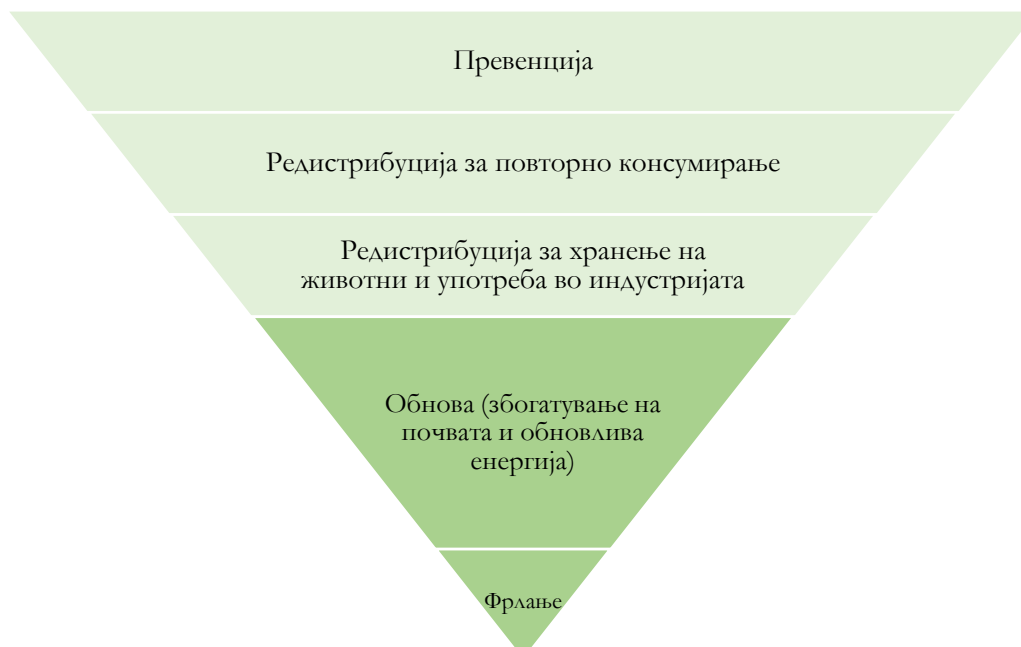 Превенција
Редистрибуција за повторно консумирање
Редистрибуција за хранење на
животни и употреба во индустријата
Обнова (збогатување на
почвата и обновлива
енергија)
Фрлање